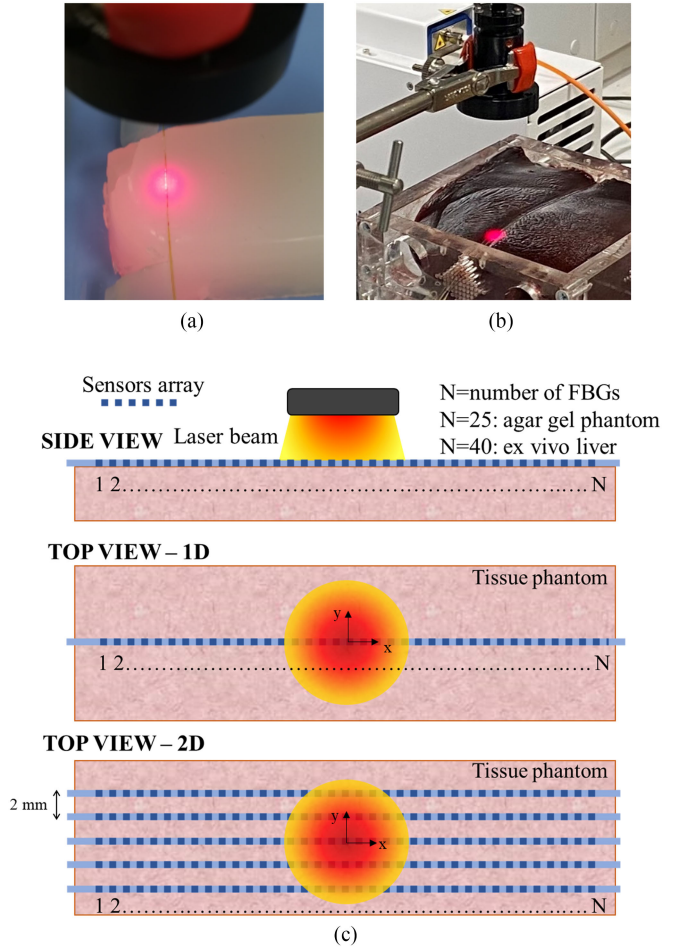 (a)
(b)
Sensors array
N=number of FBGs
N=25: agar gel phantom
N=40: ex vivo liver
SIDE VIEW
Laser beam
1 2……………………………………………………….…..N
TOP VIEW – 1D
Tissue phantom
y
x
1 2……………………………………………………….…..N
TOP VIEW – 2D
Tissue phantom
2 mm
y
x
1 2……………………………………………………….…..N
(c)